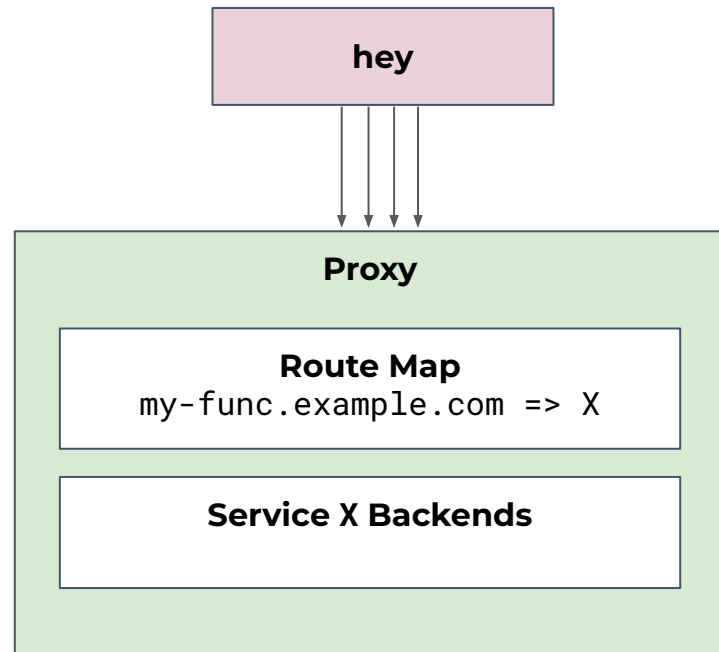 hey
Proxy
Route Map
my-func.example.com => X
Service X Backends